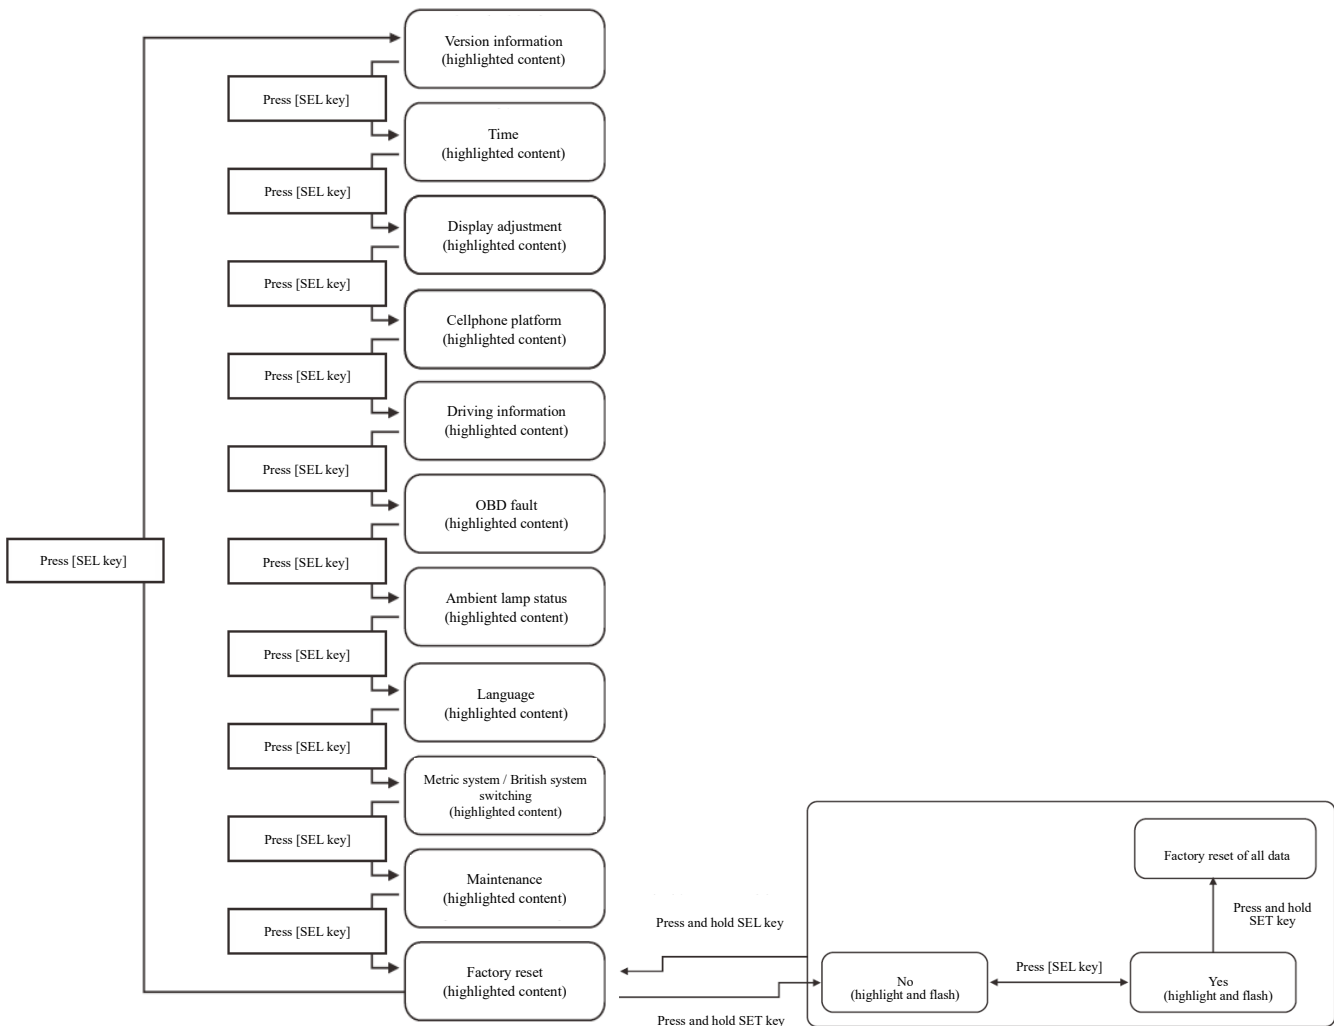 Version information
(highlighted content)
Press [SEL key]
Time
(highlighted content)
Press [SEL key]
Display adjustment
(highlighted content)
Press [SEL key]
Cellphone platform
(highlighted content)
Press [SEL key]
Driving information
(highlighted content)
Press [SEL key]
OBD fault
(highlighted content)
Press [SEL key]
Press [SEL key]
Ambient lamp status
(highlighted content)
Press [SEL key]
Language
(highlighted content)
Press [SEL key]
Metric system / British system
switching
(highlighted content)
Press [SEL key]
Maintenance
(highlighted content)
Press [SEL key]
Factory reset
(highlighted content)
Press and hold SEL key
Press and hold SET key
No
(highlight and flash)
Press [SEL key]
Yes
(highlight and flash)
Press and hold
SET key
Factory reset of all data